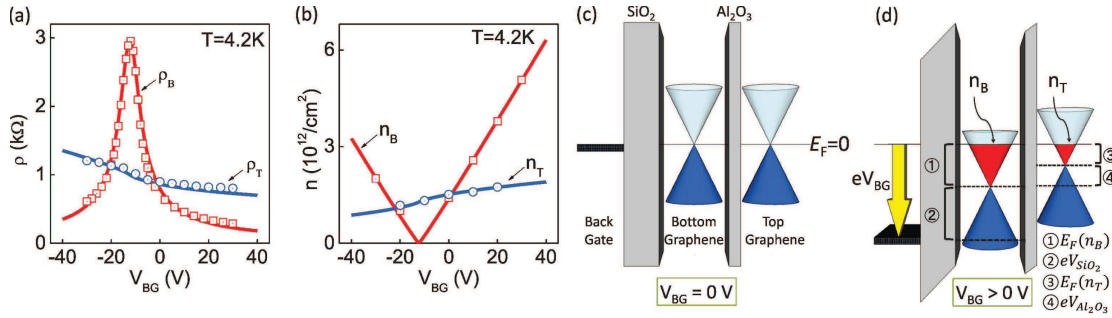 (a)
T=4.2K
ρB
ρT
ρ (kΩ)
3
2
1
0
-40 -20 0 20 40
VBG (V)
(b)
T=4.2K
nB
nT
n (10¹²/cm²)
6
3
0
-40 -20 0 20 40
VBG (V)
(c)
SiO₂
Al₂O₃
EF=0
Back
Gate
Bottom
Graphene
Top
Graphene
VBG = 0 V
(d)
nB
nT
eVBG
①
②
③
④
①EF(nB)
②eVSiO₂
③EF(nT)
④eVAl₂O₃
VBG > 0 V